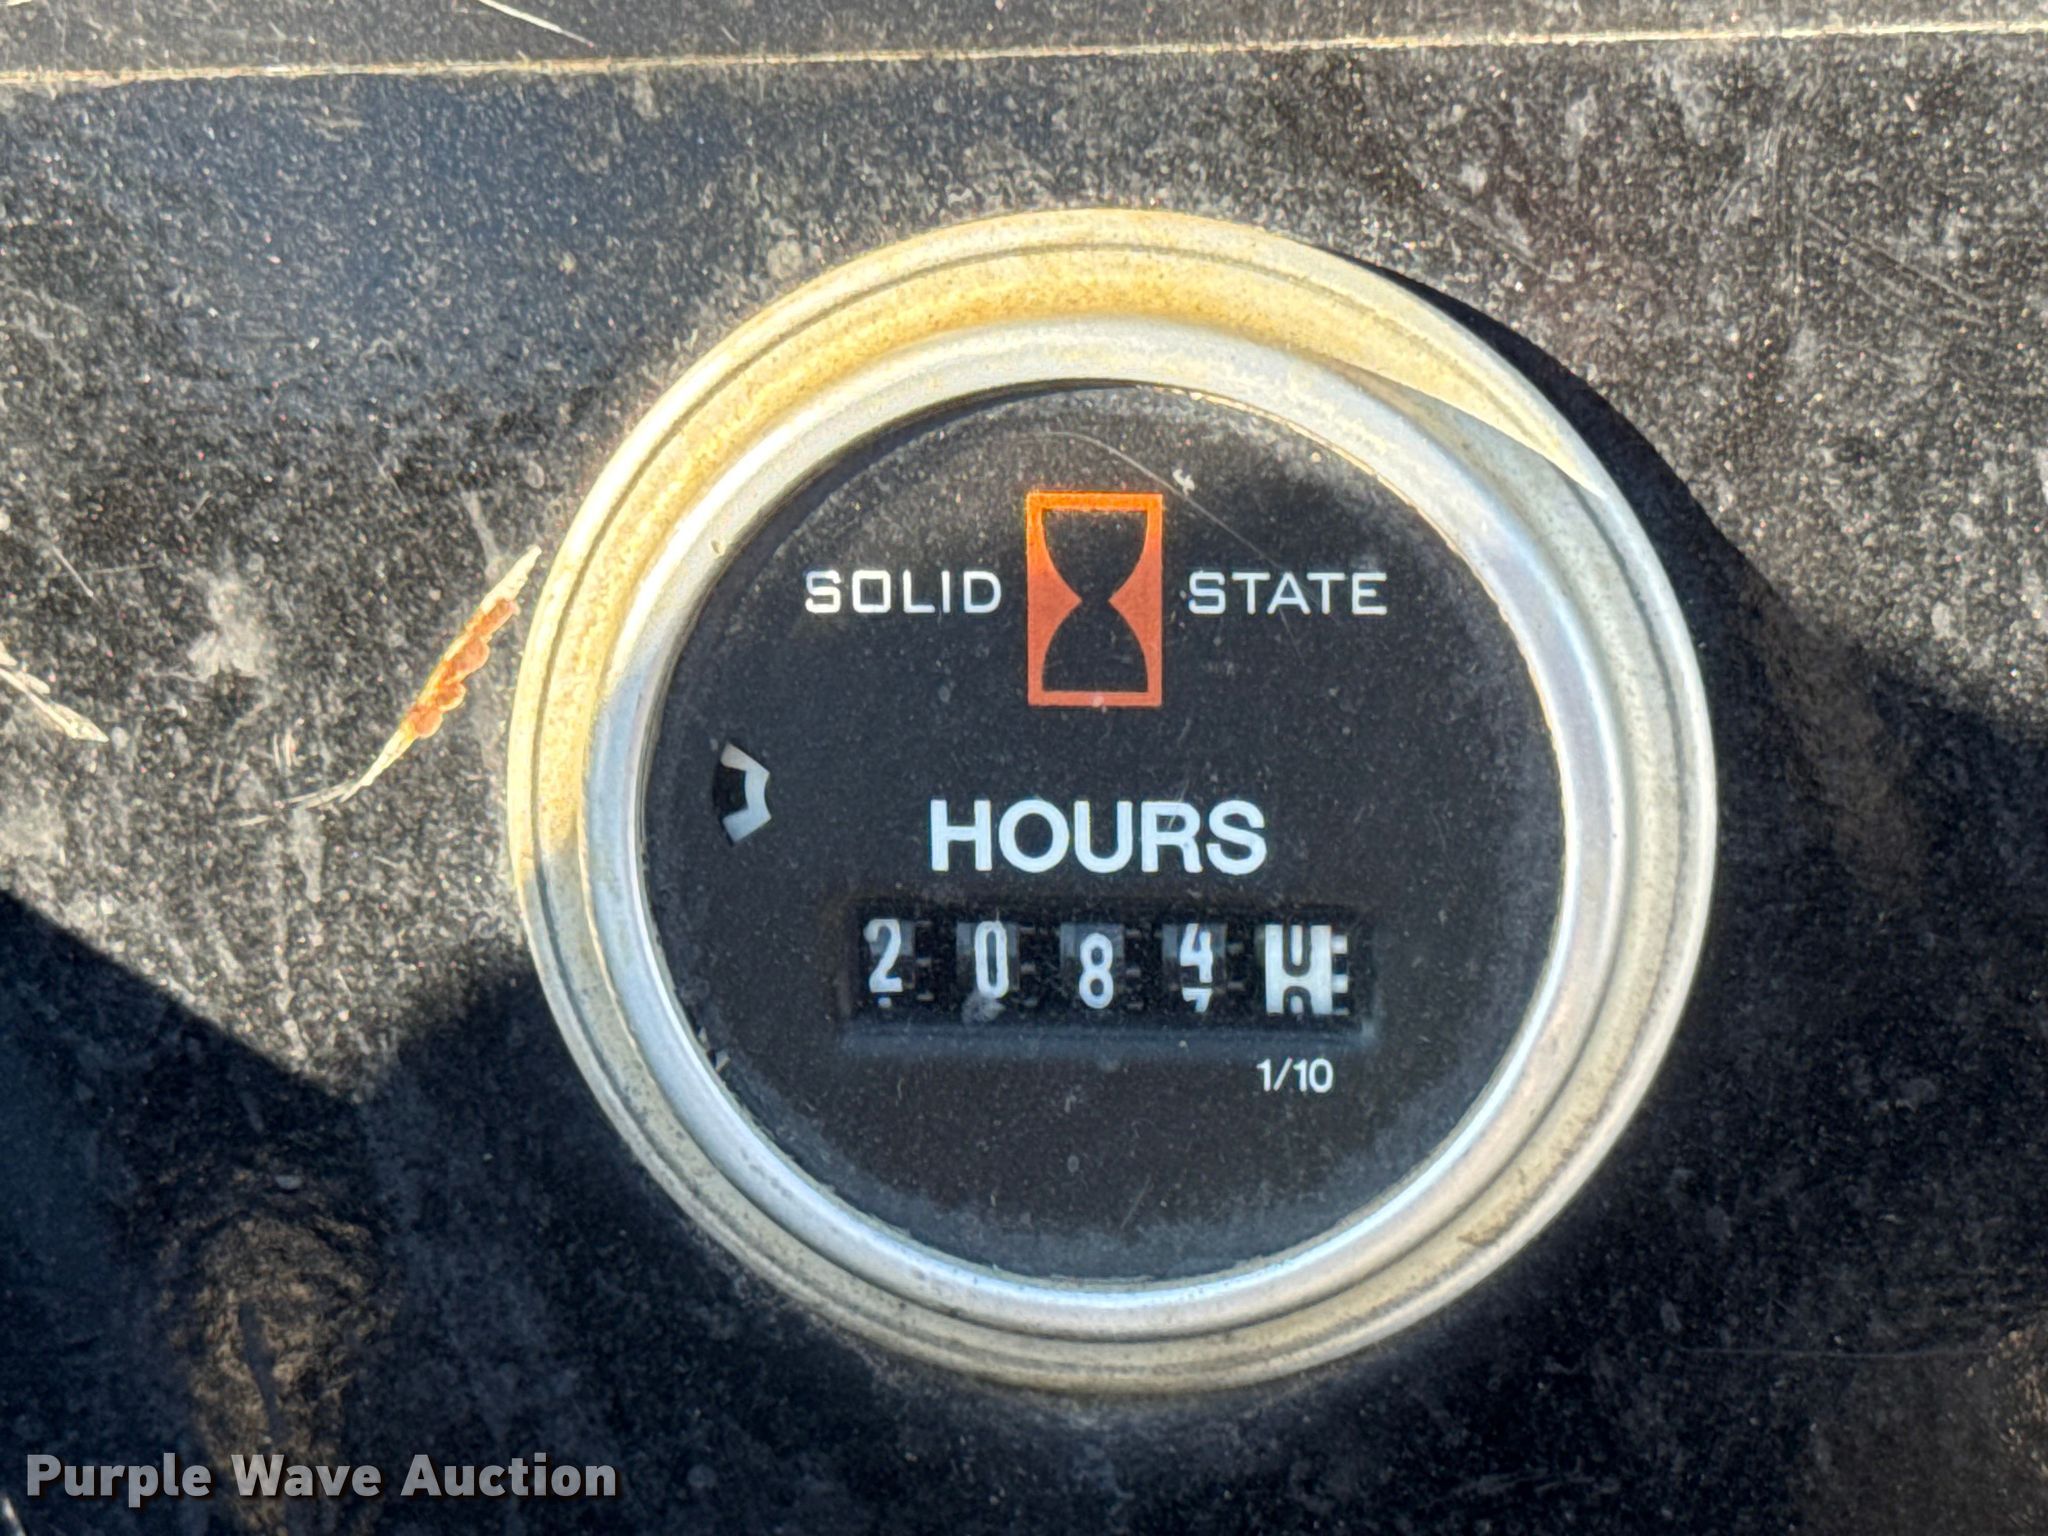 SOLID STATE
HOURS
2084
1/10
Purple Wave Auction